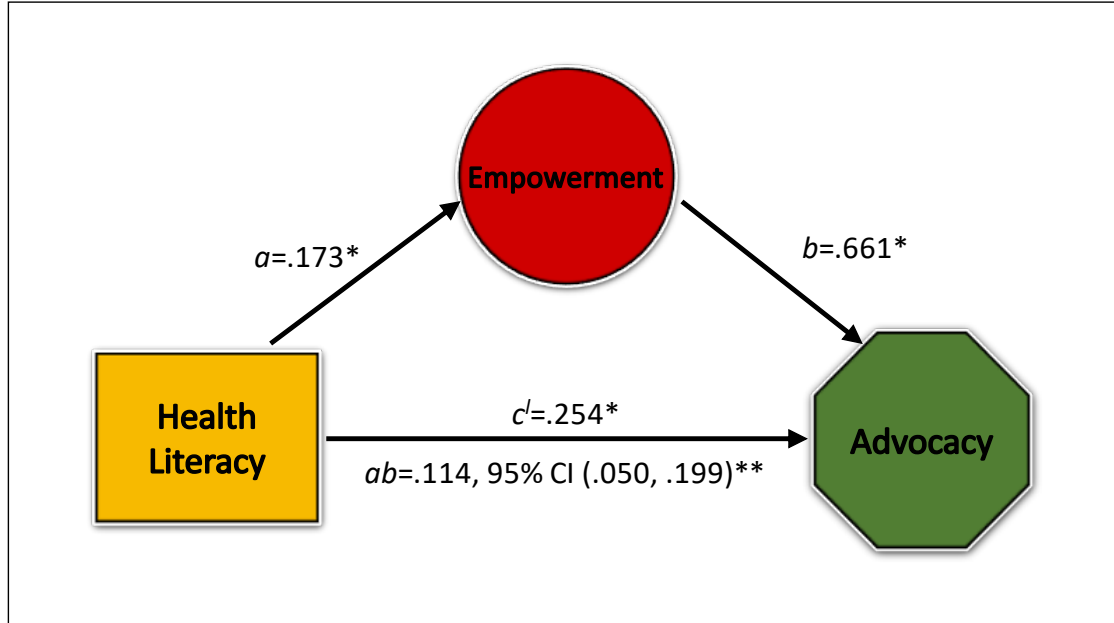 Empowerment
a=.173*
b=.661*
Health
Literacy
c^l=.254*
Advocacy
ab=.114, 95% CI (.050, .199)**